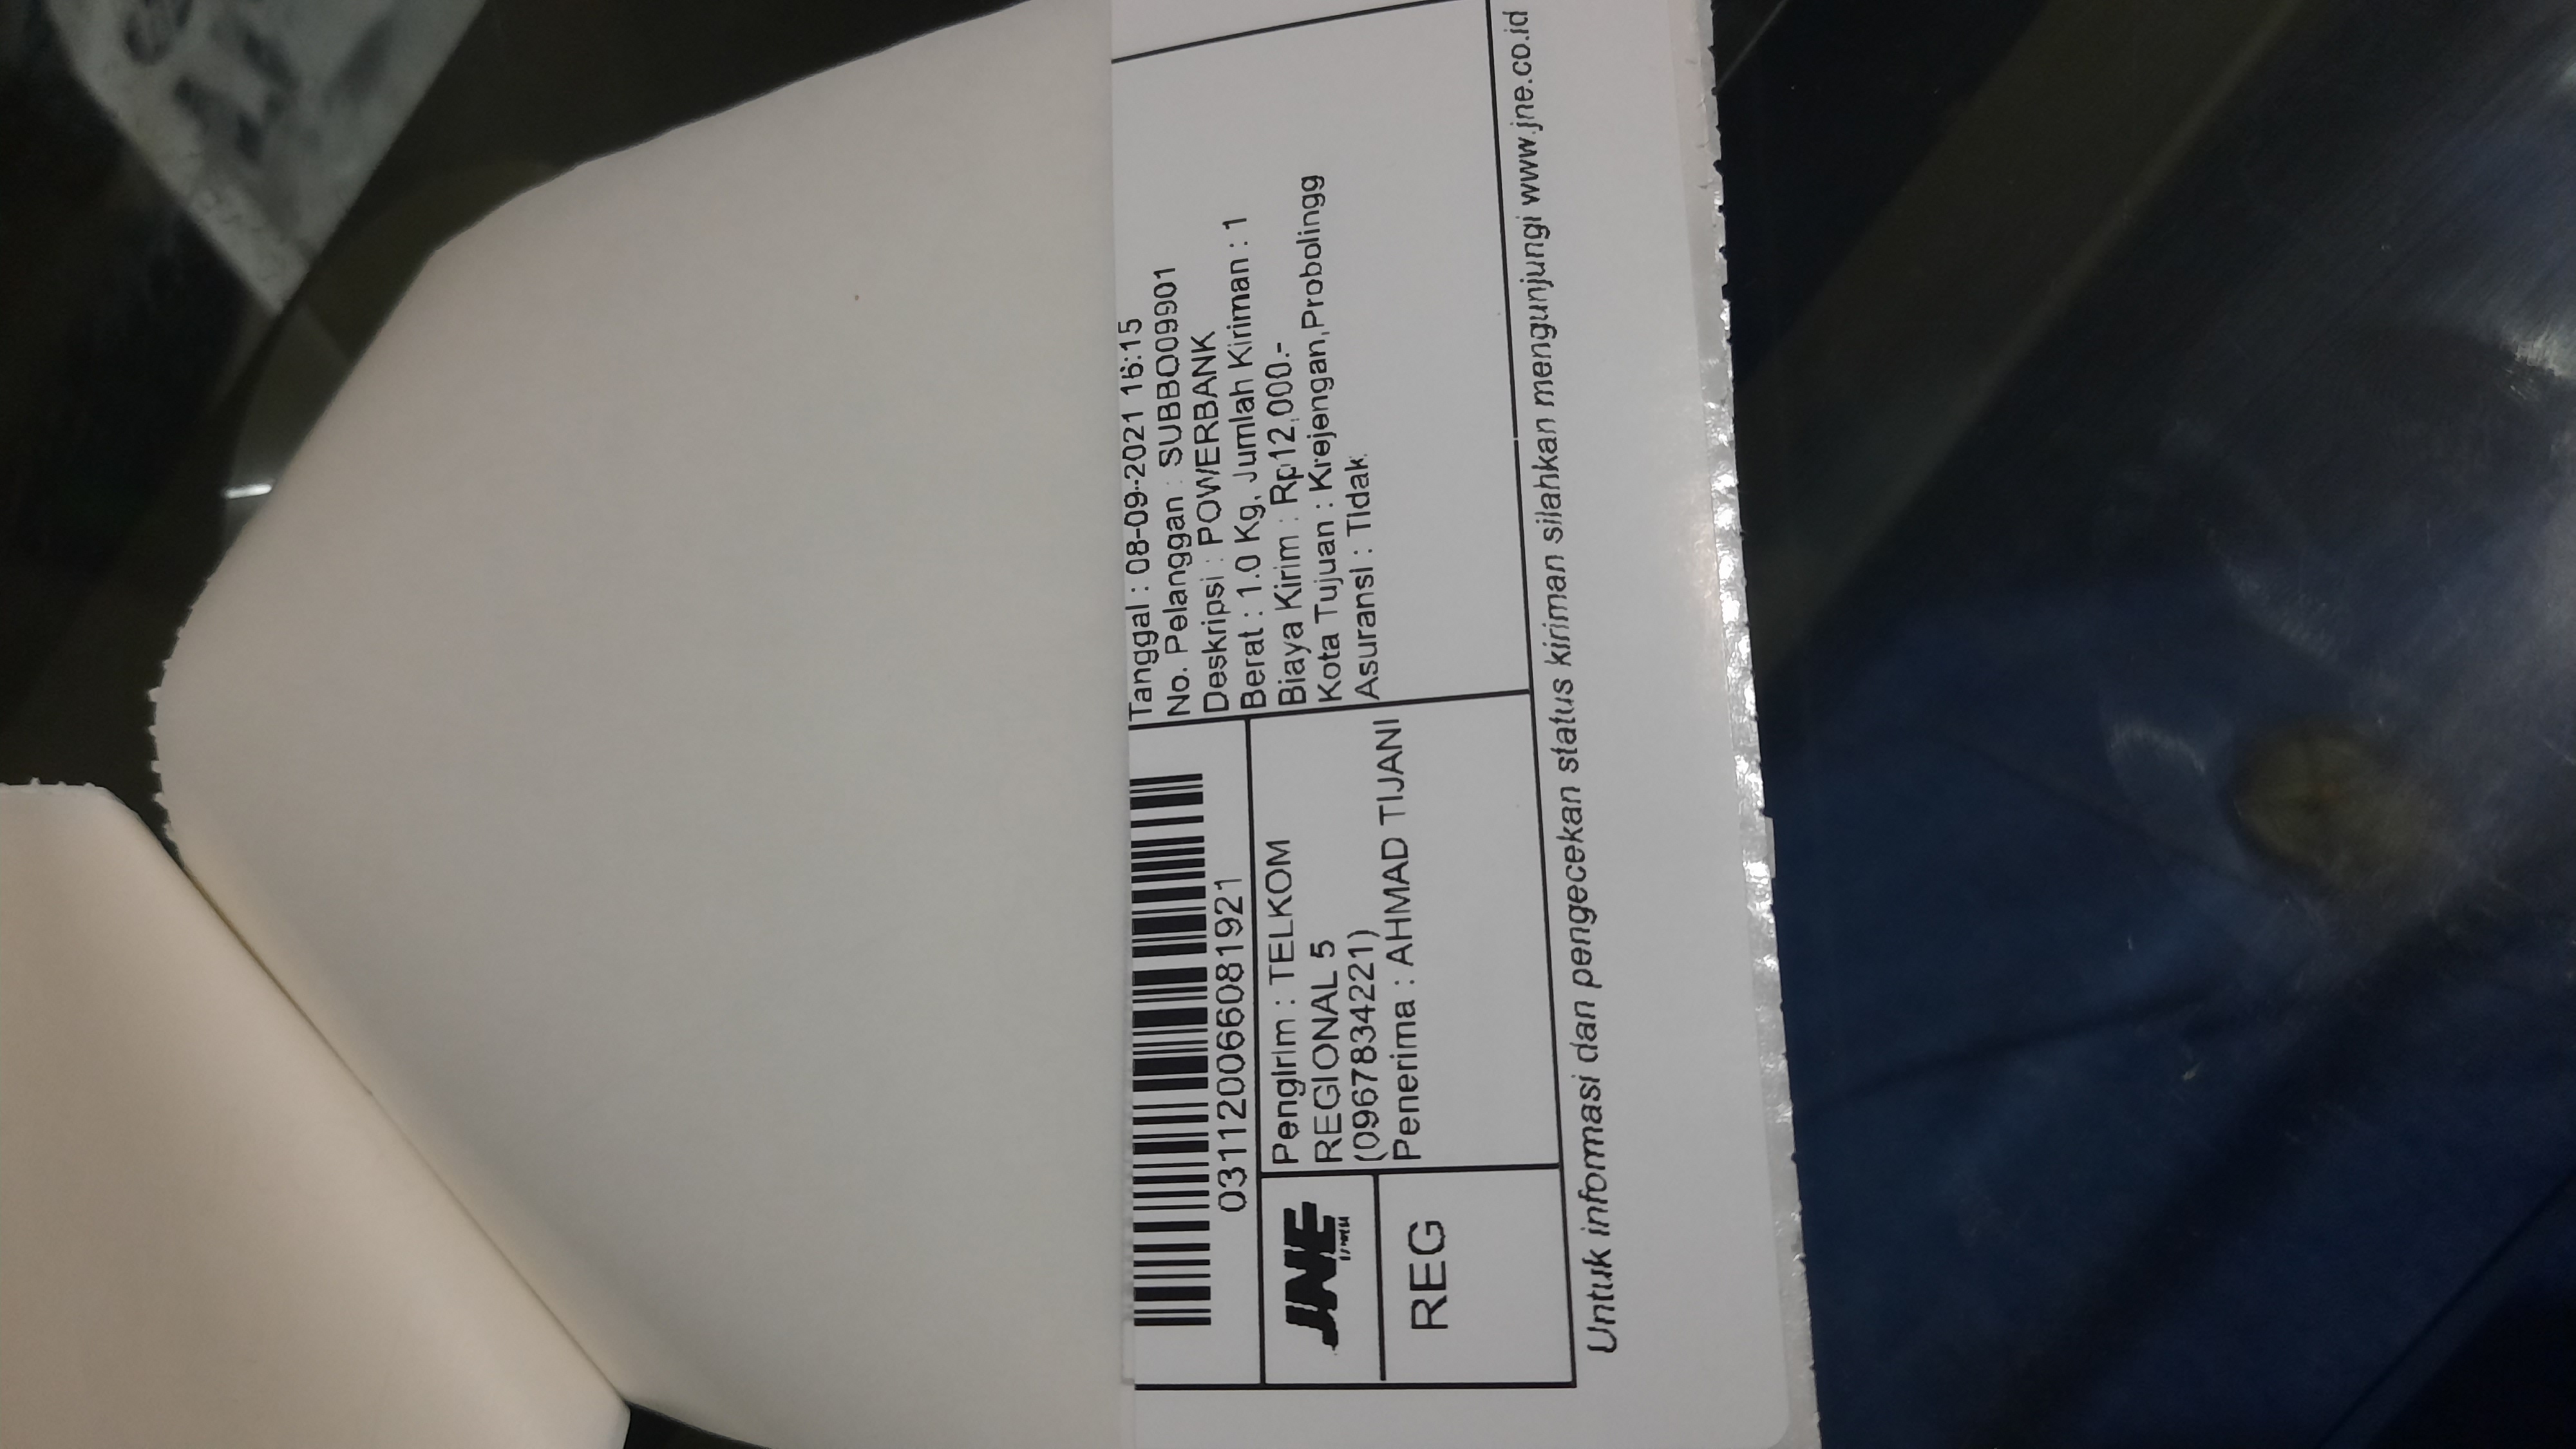 031120066081921
JNE
REG
Pengirim : TELKOM
REGIONAL 5
(0967834221)
Penerima : AHMAD TIJANI
Tanggal : 08-09-2021 16:15
No. Pelanggan : SUBBO09901
Deskripsi : POWERBANK
Berat : 1.0 Kg, Jumlah Kiriman : 1
Biaya Kirim : Rp12,000.-
Kota Tujuan : Krejengan,Probolingg
Asuransi : Tidak
Untuk informasi dan pengecekan status kiriman silahkan mengunjungi www.jne.co.id